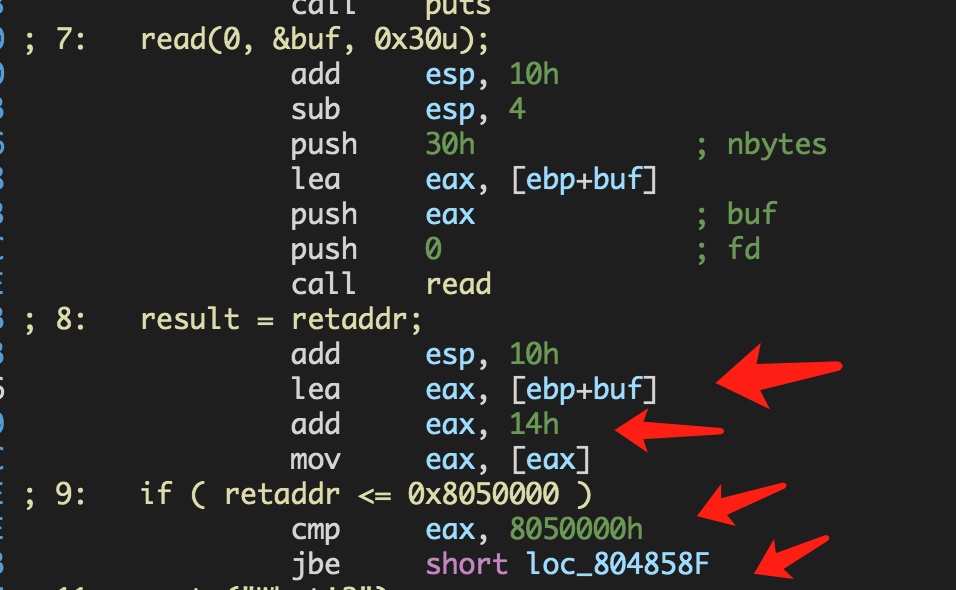 call    puts
; 7:   read(0, &buf, 0x30u);
add     esp, 10h
sub     esp, 4
push    30h             ; nbytes
lea     eax, [ebp+buf]
push    eax             ; buf
push    0               ; fd
call    read
; 8:   result = retaddr;
add     esp, 10h
lea     eax, [ebp+buf]
add     eax, 14h
mov     eax, [eax]
; 9:   if ( retaddr <= 0x8050000 )
cmp     eax, 8050000h
jbe     short loc_804858F